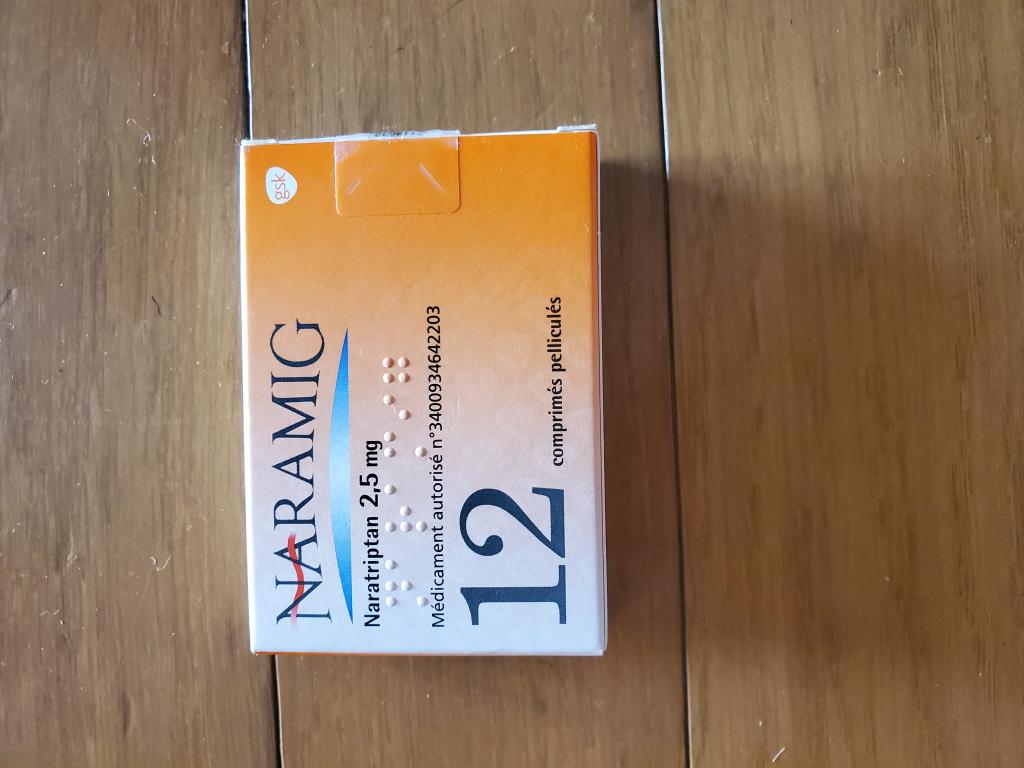 gsk
NARAMIG
Naratriptan 2,5 mg
Médicament autorisé n°3400934642203
12
comprimés pelliculés